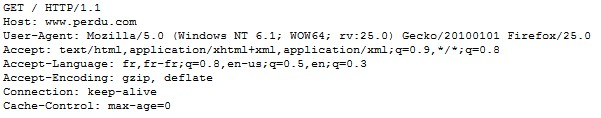 GET / HTTP/1.1
Host: www.perdu.com
User-Agent: Mozilla/5.0 (Windows NT 6.1; WOW64; rv:25.0) Gecko/20100101 Firefox/25.0
Accept: text/html,application/xhtml+xml,application/xml;q=0.9,*/*;q=0.8
Accept-Language: fr,fr-fr;q=0.8,en-us;q=0.5,en;q=0.3
Accept-Encoding: gzip, deflate
Connection: keep-alive
Cache-Control: max-age=0